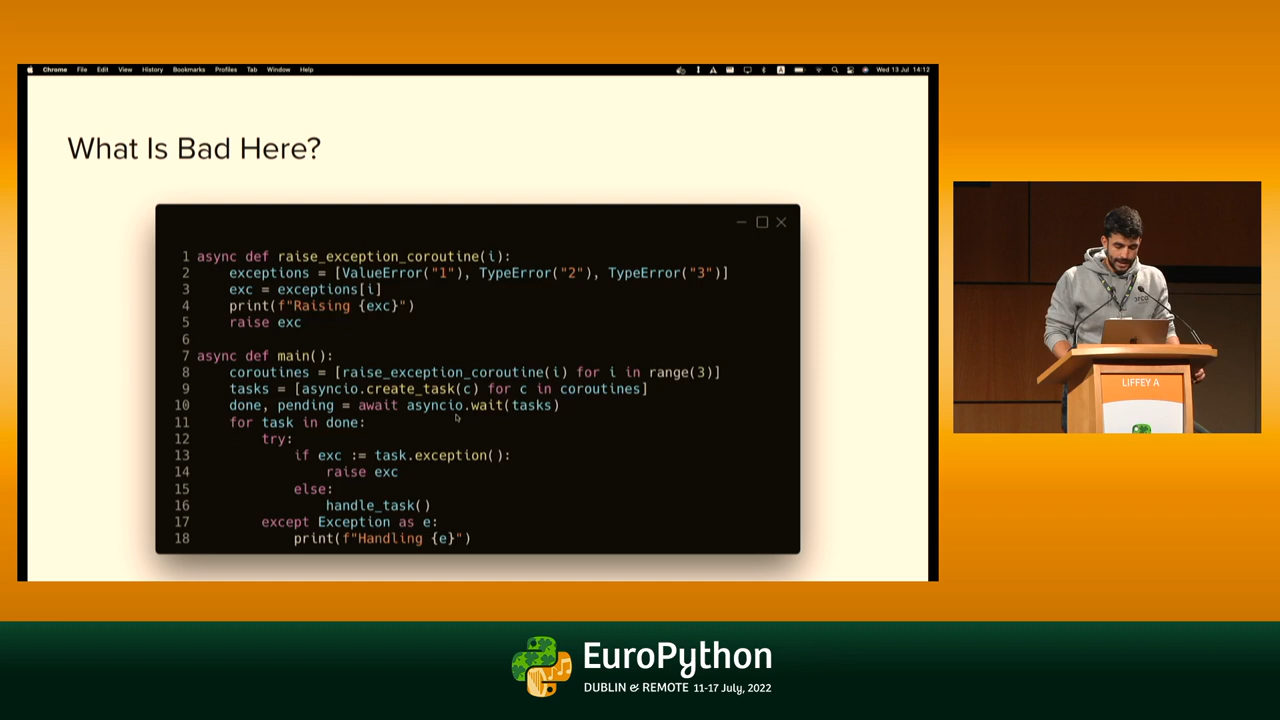 Chrome File Edit View History Bookmarks Profiles Tab Window Help
Wed 13 Jul 14:12
What Is Bad Here?
1 async def raise_exception_coroutine(i):
2     exceptions = [ValueError("1"), TypeError("2"), TypeError("3")]
3     exc = exceptions[i]
4     print(f"Raising {exc}")
5     raise exc
6
7 async def main():
8     coroutines = [raise_exception_coroutine(i) for i in range(3)]
9     tasks = [asyncio.create_task(c) for c in coroutines]
10     done, pending = await asyncio.wait(tasks)
11     for task in done:
12         try:
13             if exc := task.exception():
14                 raise exc
15             else:
16                 handle_task()
17         except Exception as e:
18             print(f"Handling {e}")
LIFFEY A
EuroPython
DUBLIN & REMOTE 11-17 July, 2022